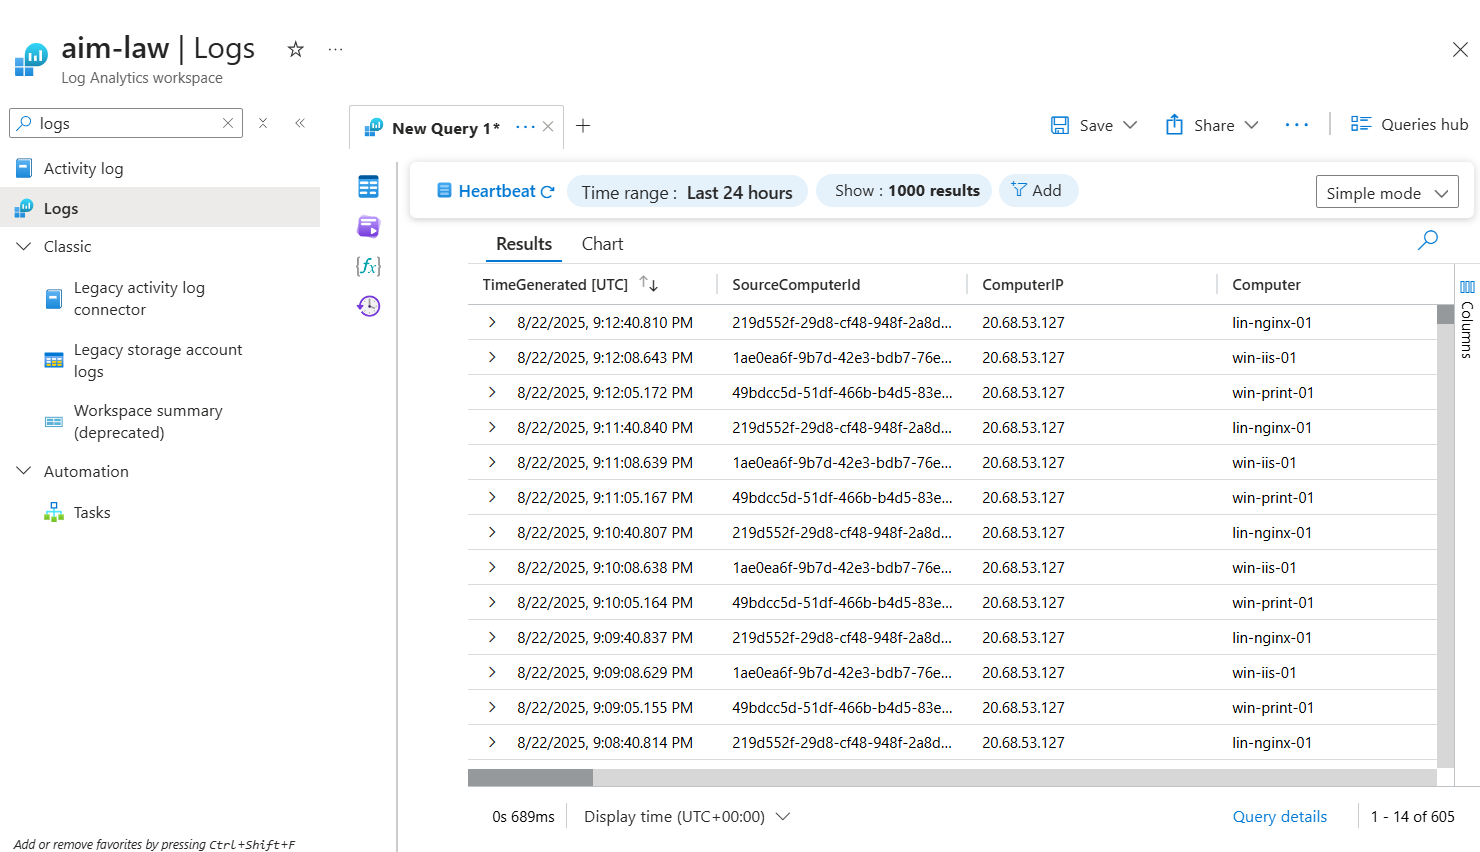 aim-law | Logs
Log Analytics workspace
logs
Activity log
Logs
Classic
Legacy activity log
connector
Legacy storage account
logs
Workspace summary
(deprecated)
Automation
Tasks
Add or remove favorites by pressing Ctrl+Shift+F
New Query 1*
Save
Share
Queries hub
Heartbeat
Time range : Last 24 hours
Show : 1000 results
Add
Simple mode
{fx}
Results
Chart
TimeGenerated [UTC] SourceComputerId ComputerIP Computer
8/22/2025, 9:12:40.810 PM 219d552f-29d8-cf48-948f-2a8d... 20.68.53.127 lin-nginx-01
8/22/2025, 9:12:08.643 PM 1ae0ea6f-9b7d-42e3-bdb7-76e... 20.68.53.127 win-iis-01
8/22/2025, 9:12:05.172 PM 49bdcc5d-51df-466b-b4d5-83e... 20.68.53.127 win-print-01
8/22/2025, 9:11:40.840 PM 219d552f-29d8-cf48-948f-2a8d... 20.68.53.127 lin-nginx-01
8/22/2025, 9:11:08.639 PM 1ae0ea6f-9b7d-42e3-bdb7-76e... 20.68.53.127 win-iis-01
8/22/2025, 9:11:05.167 PM 49bdcc5d-51df-466b-b4d5-83e... 20.68.53.127 win-print-01
8/22/2025, 9:10:40.807 PM 219d552f-29d8-cf48-948f-2a8d... 20.68.53.127 lin-nginx-01
8/22/2025, 9:10:08.638 PM 1ae0ea6f-9b7d-42e3-bdb7-76e... 20.68.53.127 win-iis-01
8/22/2025, 9:10:05.164 PM 49bdcc5d-51df-466b-b4d5-83e... 20.68.53.127 win-print-01
8/22/2025, 9:09:40.837 PM 219d552f-29d8-cf48-948f-2a8d... 20.68.53.127 lin-nginx-01
8/22/2025, 9:09:08.629 PM 1ae0ea6f-9b7d-42e3-bdb7-76e... 20.68.53.127 win-iis-01
8/22/2025, 9:09:05.155 PM 49bdcc5d-51df-466b-b4d5-83e... 20.68.53.127 win-print-01
8/22/2025, 9:08:40.814 PM 219d552f-29d8-cf48-948f-2a8d... 20.68.53.127 lin-nginx-01
Columns
0s 689ms
Display time (UTC+00:00)
Query details
1 - 14 of 605